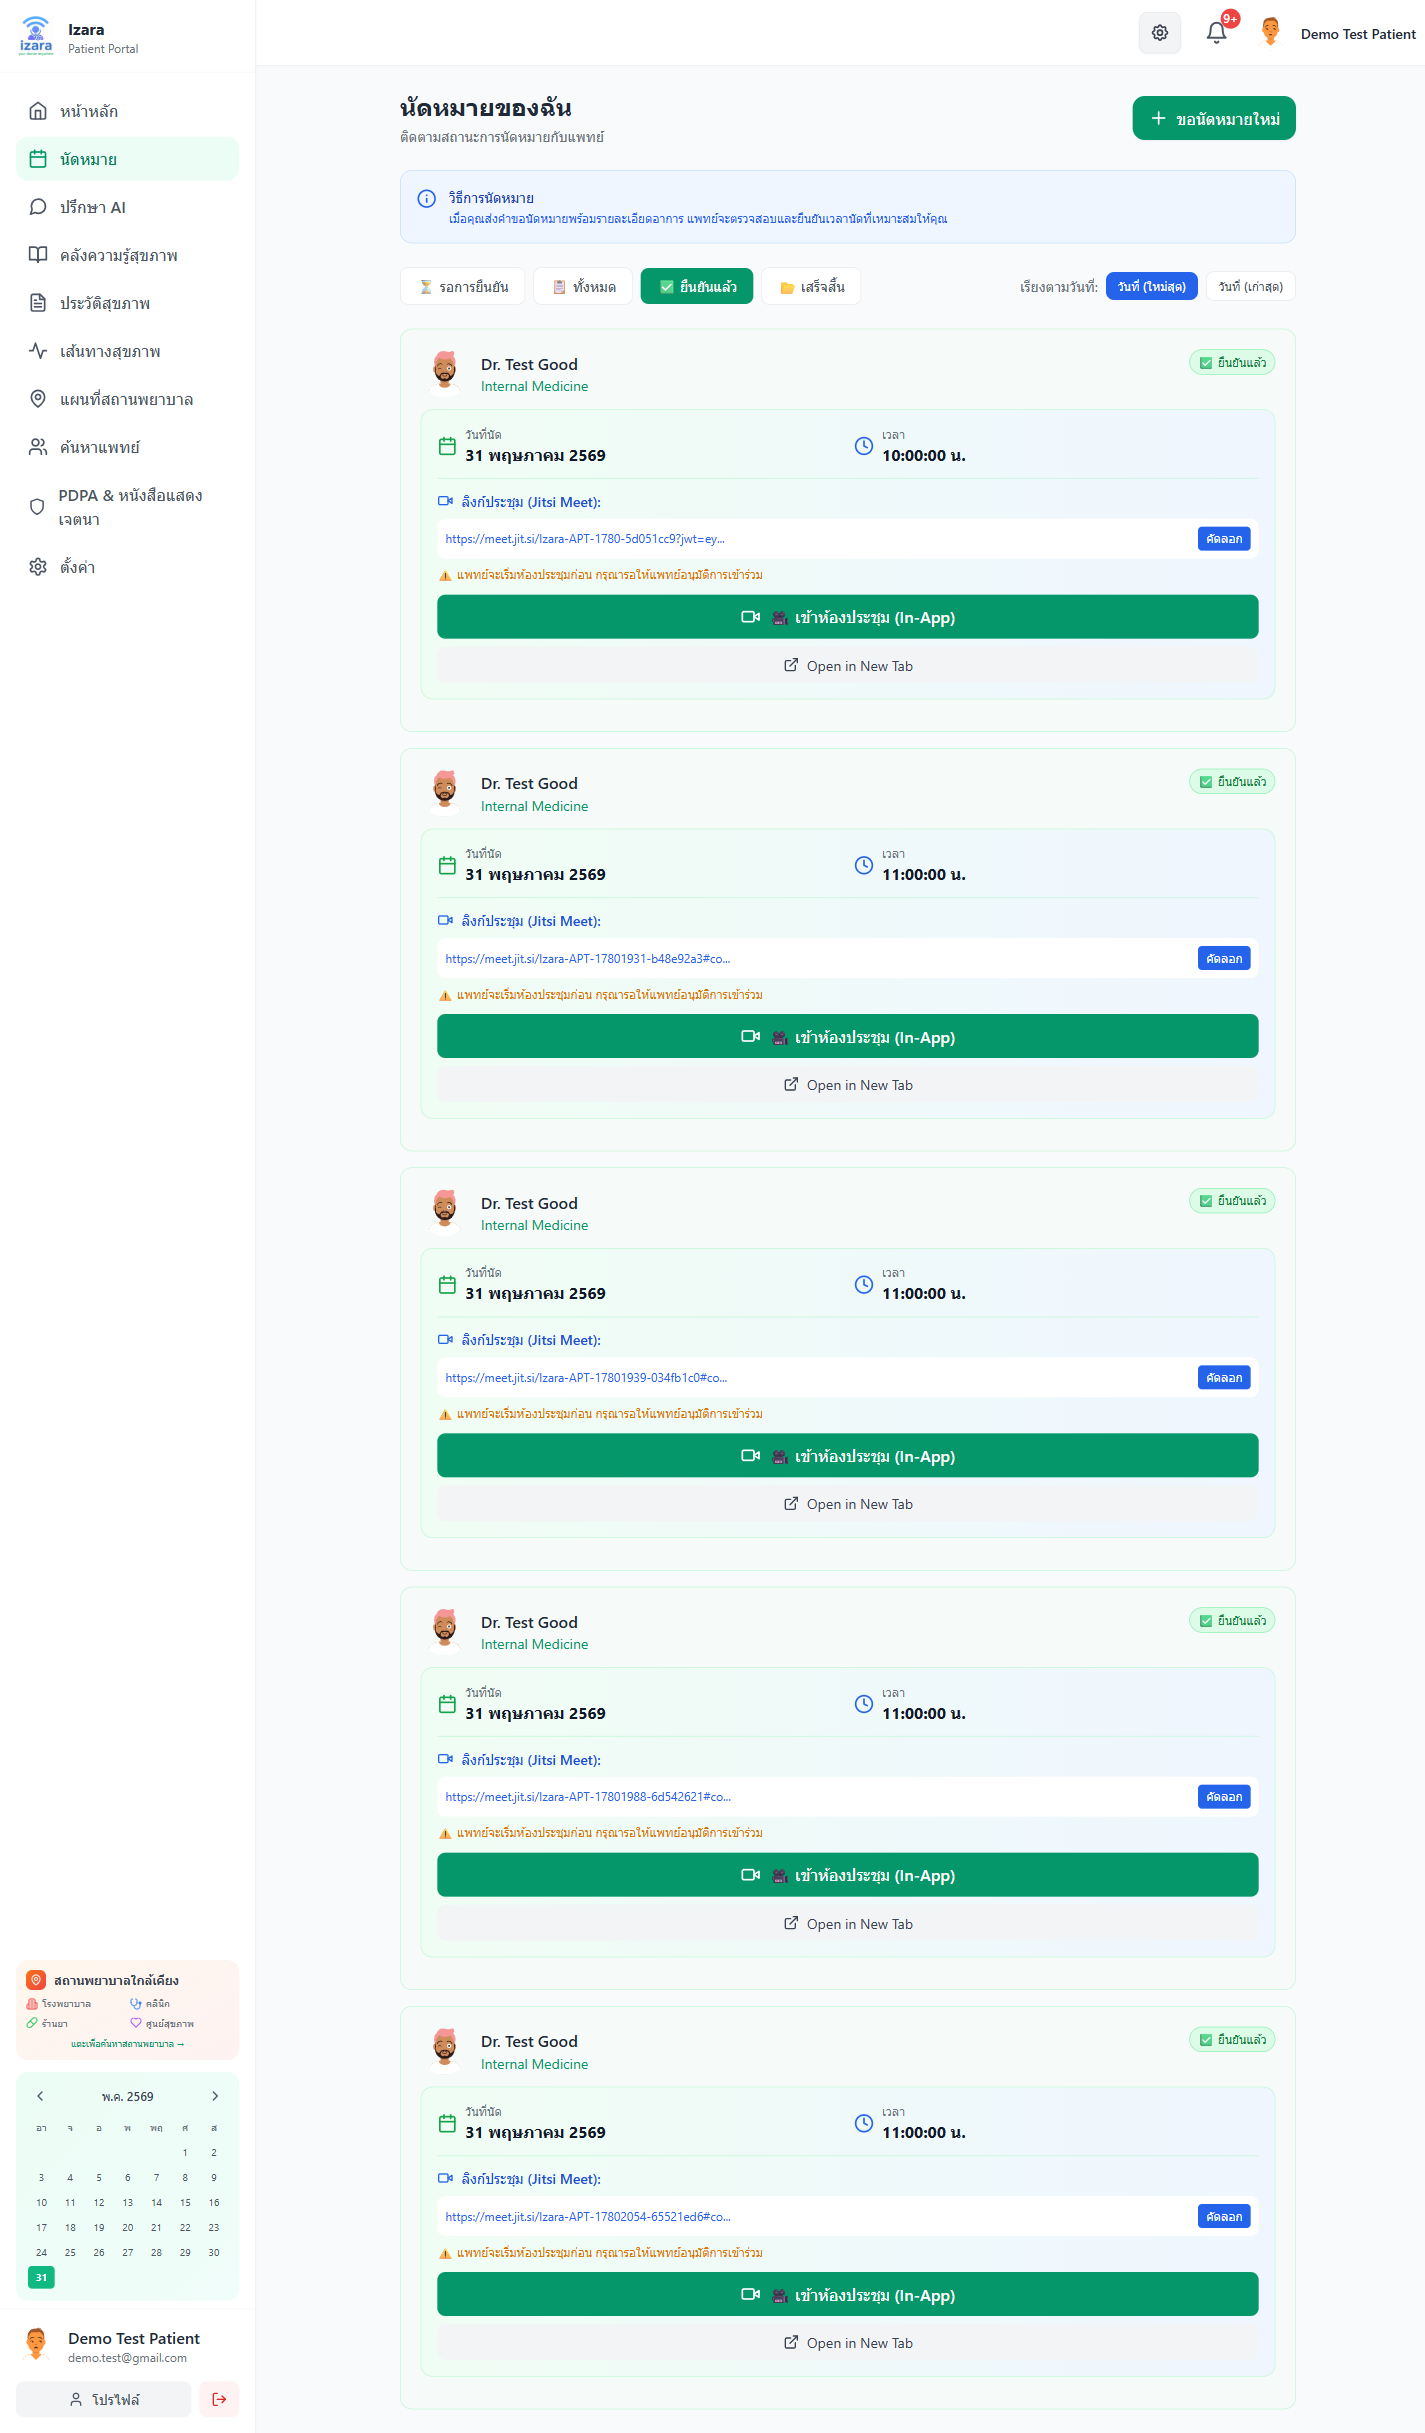 Izara
Patient Portal
izara
หน้าหลัก
นัดหมาย
ปรึกษา AI
คลังความรู้สุขภาพ
ประวัติสุขภาพ
เส้นทางสุขภาพ
แผนที่สถานพยาบาล
ค้นหาแพทย์
PDPA & หนังสือแสดง
เจตนา
ตั้งค่า
สถานพยาบาลใกล้เคียง
โรงพยาบาล คลินิก
ร้านยา ศูนย์สุขภาพ
แตะเพื่อค้นหาสถานพยาบาล →
พ.ค. 2569
อา จ อ พ พฤ ศ ส
1 2
3 4 5 6 7 8 9
10 11 12 13 14 15 16
17 18 19 20 21 22 23
24 25 26 27 28 29 30
31
Demo Test Patient
demo.test@gmail.com
โปรไฟล์
9+
Demo Test Patient
นัดหมายของฉัน
ติดตามสถานะการนัดหมายกับแพทย์
ขอนัดหมายใหม่
วิธีการนัดหมาย
เมื่อคุณส่งคำขอนัดหมายพร้อมรายละเอียดอาการ แพทย์จะตรวจสอบและยืนยันเวลานัดที่เหมาะสมให้คุณ
รอการยืนยัน ทั้งหมด ยืนยันแล้ว เสร็จสิ้น เรียงตามวันที่: วันที่ (ใหม่สุด) วันที่ (เก่าสุด)
Dr. Test Good
Internal Medicine
ยืนยันแล้ว
วันที่นัด เวลา
31 พฤษภาคม 2569 10:00:00 น.
ลิงก์ประชุม (Jitsi Meet):
https://meet.jit.si/Izara-APT-1780-5d051cc9?jwt=ey... คัดลอก
แพทย์จะเริ่มห้องประชุมก่อน กรุณารอให้แพทย์อนุมัติการเข้าร่วม
เข้าห้องประชุม (In-App)
Open in New Tab
Dr. Test Good
Internal Medicine
ยืนยันแล้ว
วันที่นัด เวลา
31 พฤษภาคม 2569 11:00:00 น.
ลิงก์ประชุม (Jitsi Meet):
https://meet.jit.si/Izara-APT-17801931-b48e92a3#co... คัดลอก
แพทย์จะเริ่มห้องประชุมก่อน กรุณารอให้แพทย์อนุมัติการเข้าร่วม
เข้าห้องประชุม (In-App)
Open in New Tab
Dr. Test Good
Internal Medicine
ยืนยันแล้ว
วันที่นัด เวลา
31 พฤษภาคม 2569 11:00:00 น.
ลิงก์ประชุม (Jitsi Meet):
https://meet.jit.si/Izara-APT-17801939-034fb1c0#co... คัดลอก
แพทย์จะเริ่มห้องประชุมก่อน กรุณารอให้แพทย์อนุมัติการเข้าร่วม
เข้าห้องประชุม (In-App)
Open in New Tab
Dr. Test Good
Internal Medicine
ยืนยันแล้ว
วันที่นัด เวลา
31 พฤษภาคม 2569 11:00:00 น.
ลิงก์ประชุม (Jitsi Meet):
https://meet.jit.si/Izara-APT-17801988-6d542621#co... คัดลอก
แพทย์จะเริ่มห้องประชุมก่อน กรุณารอให้แพทย์อนุมัติการเข้าร่วม
เข้าห้องประชุม (In-App)
Open in New Tab
Dr. Test Good
Internal Medicine
ยืนยันแล้ว
วันที่นัด เวลา
31 พฤษภาคม 2569 11:00:00 น.
ลิงก์ประชุม (Jitsi Meet):
https://meet.jit.si/Izara-APT-17802054-65521ed6#co... คัดลอก
แพทย์จะเริ่มห้องประชุมก่อน กรุณารอให้แพทย์อนุมัติการเข้าร่วม
เข้าห้องประชุม (In-App)
Open in New Tab